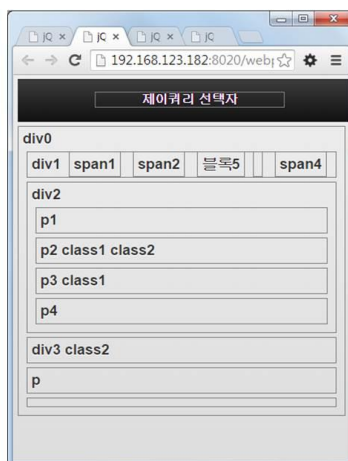 jQ jQ jQ jQ
192.168.123.182:8020/webp
제이쿼리 선택자
div0
div1 span1 span2 블록5 span4
div2
p1
p2 class1 class2
p3 class1
p4
div3 class2
p